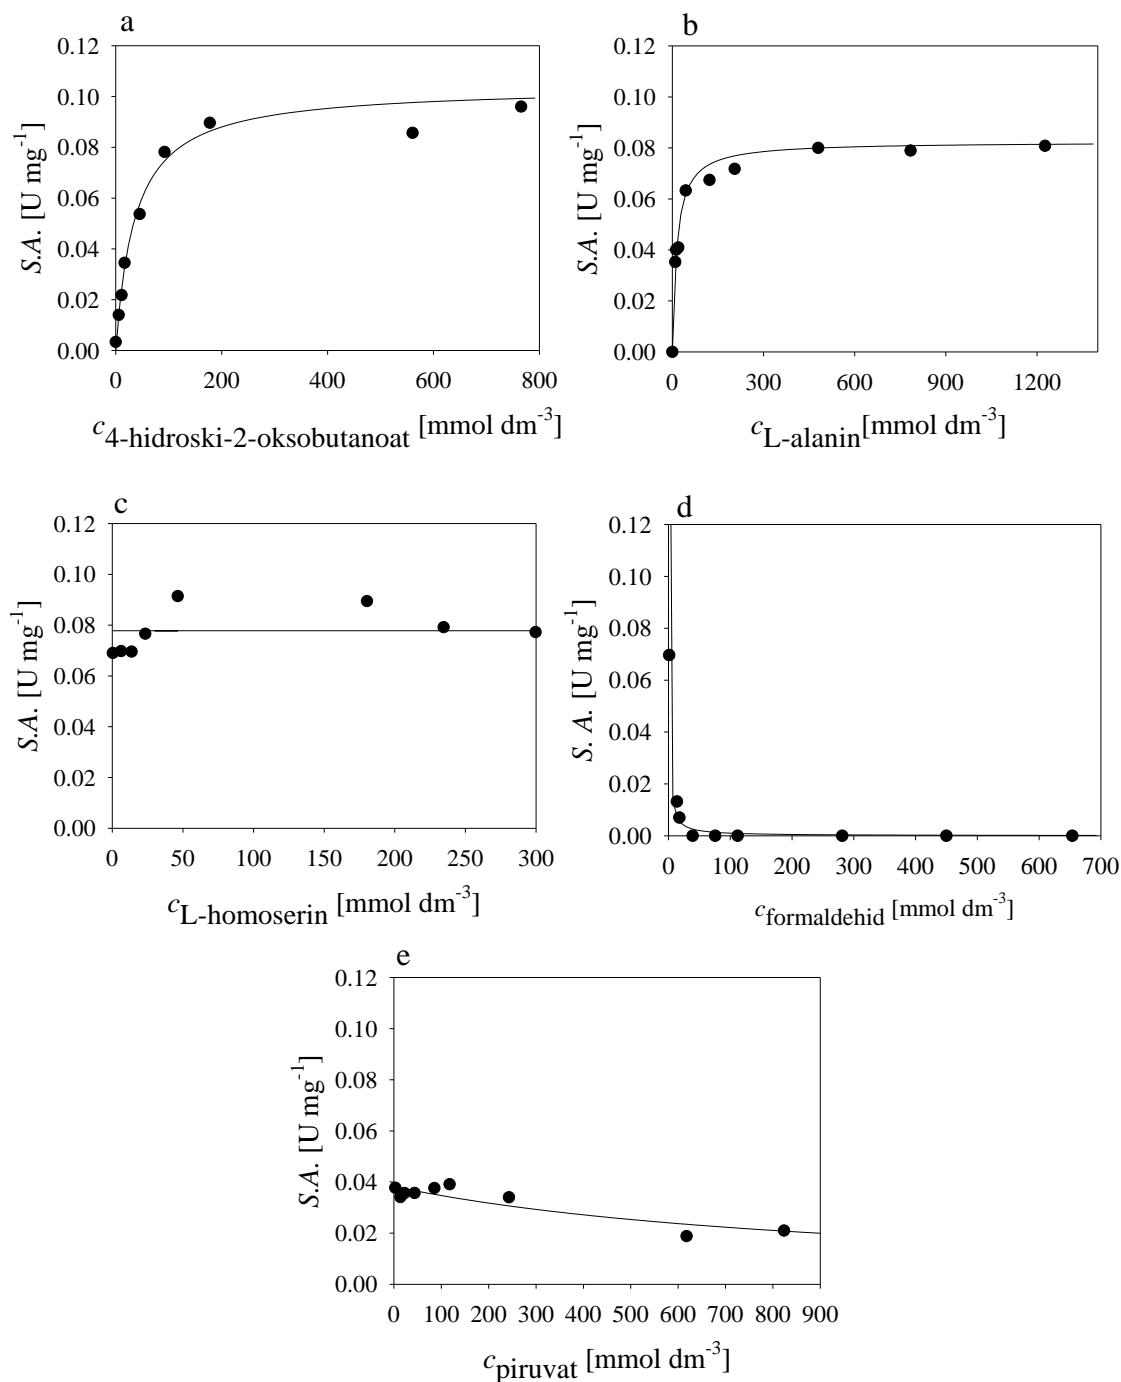 a
0.12
0.10
0.08
0.06
0.04
0.02
0.00
S.A. [U mg-1]
0 200 400 600 800
c4-hidroski-2-oksobutanoat [mmol dm-3]
b
0.12
0.10
0.08
0.06
0.04
0.02
0.00
S.A. [U mg-1]
0 300 600 900 1200
cL-alanin[mmol dm-3]
c
0.12
0.10
0.08
0.06
0.04
0.02
0.00
S.A. [U mg-1]
0 50 100 150 200 250 300
cL-homoserin [mmol dm-3]
d
0.12
0.10
0.08
0.06
0.04
0.02
0.00
S. A. [U mg-1]
0 100 200 300 400 500 600 700
cformaldehid [mmol dm-3]
e
0.12
0.10
0.08
0.06
0.04
0.02
0.00
S.A. [U mg-1]
0 100 200 300 400 500 600 700 800 900
cpiruvat [mmol dm-3]